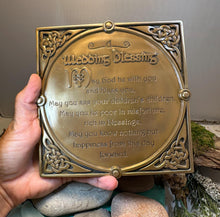 Wedding Blessing
May God be with you
and bless you,
May you see your children's children,
May you be poor in misfortune,
rich in blessings.
May you know nothing but
happiness from this day
forward.